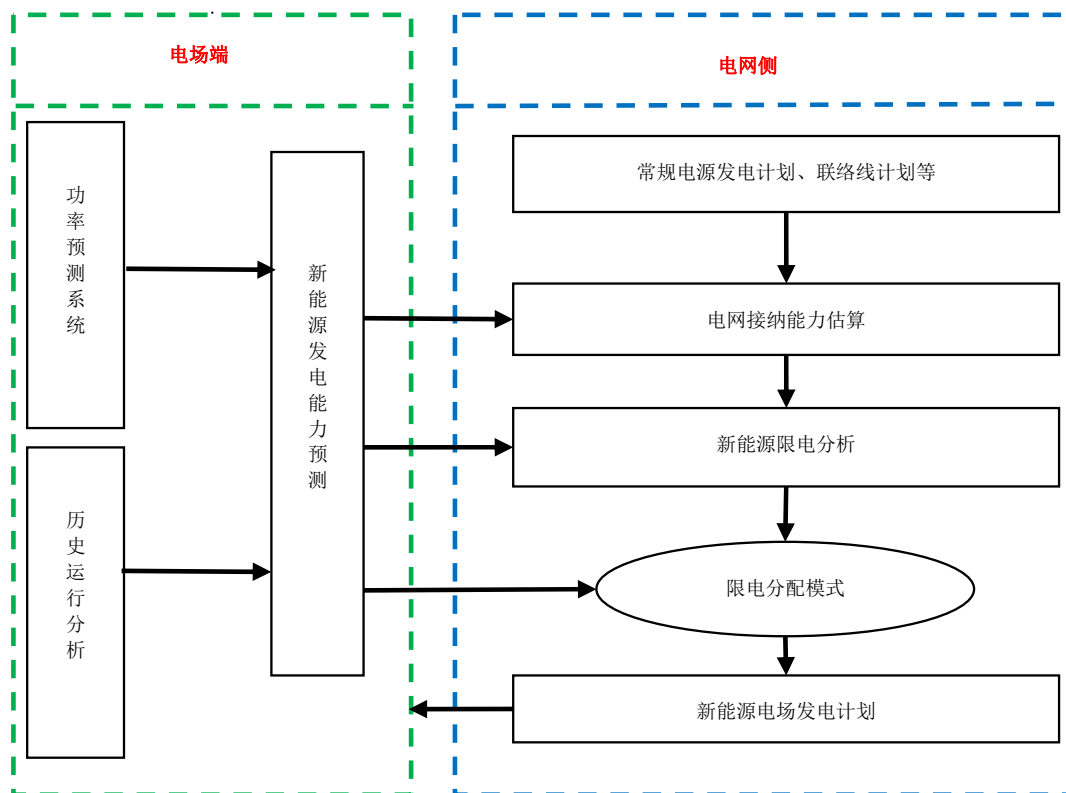 电场端
电网侧
功率预测系统
历史运行分析
新能源发电能力预测
常规电源发电计划、联络线计划等
电网接纳能力估算
新能源限电分析
限电分配模式
新能源电场发电计划